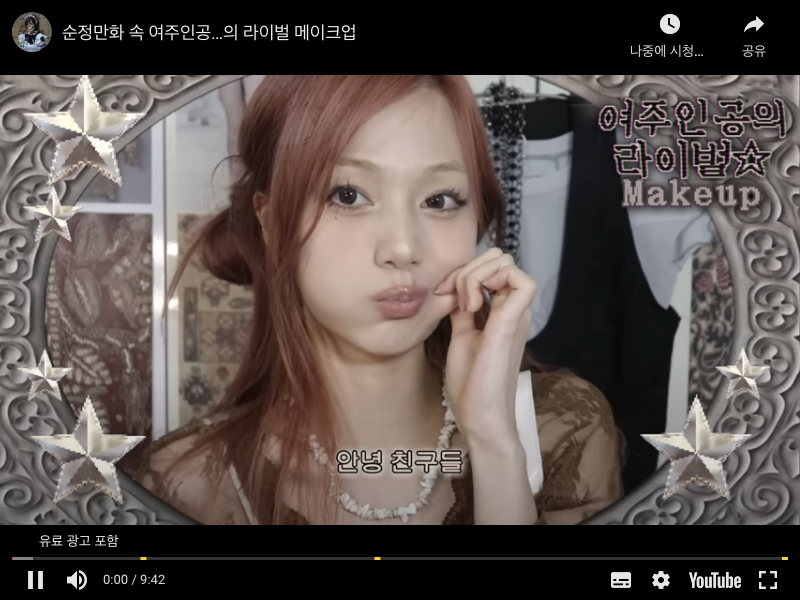 순정만화 속 여주인공...의 라이벌 메이크업
나중에 시청...
공유
여주인공의
라이벌☆
Makeup
안녕 친구들
유료 광고 포함
0:00 / 9:42
YouTube